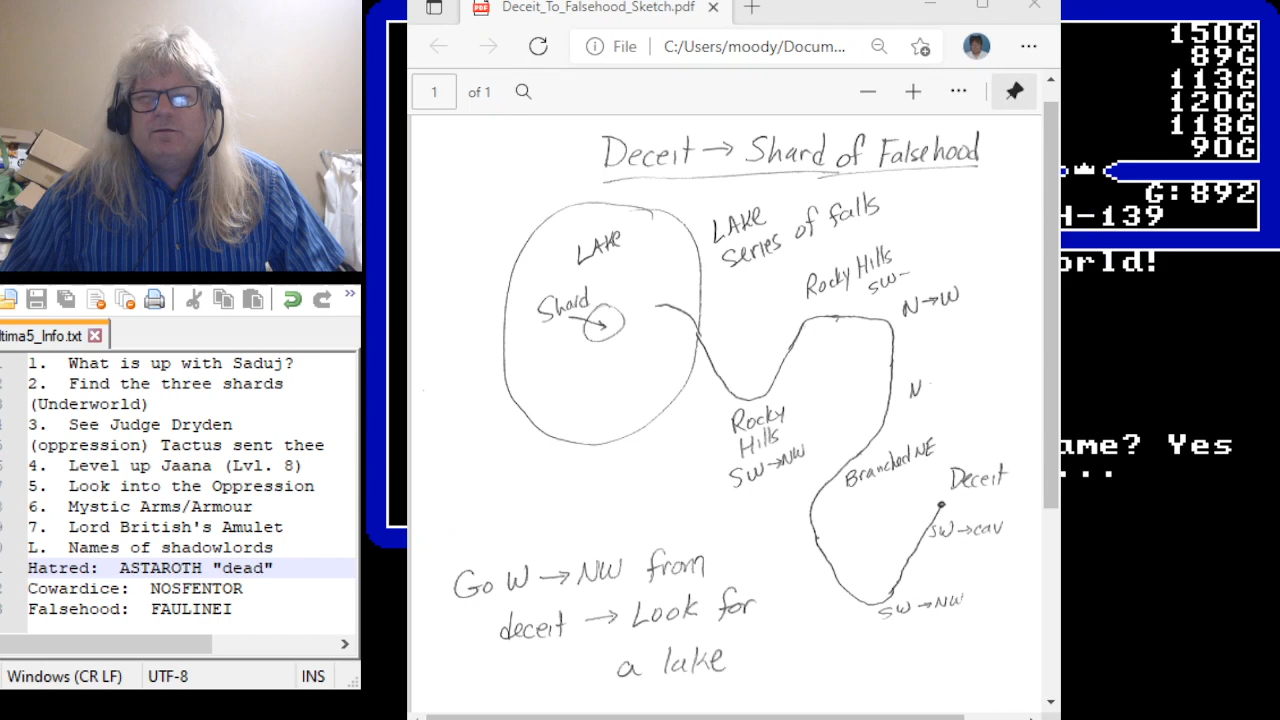 Deceit_To_Falsehood_Sketch.pdf
File
C:/Users/moody/Docum...
1
of 1
Deceit → Shard of Falsehood
LAKE
series of falls
LAKE
Shard
Rocky Hills
SW-
N→W
N
Rocky
Hills
SW→NW
Branched NE
Deceit
SW→cav
SW→NW
Go W → NW from
deceit → Look for
a lake
ltima5_Info.txt
1. What is up with Saduj?
2. Find the three shards
(Underworld)
3. See Judge Dryden
(oppression) Tactus sent thee
4. Level up Jaana (Lvl. 8)
5. Look into the Oppression
6. Mystic Arms/Armour
7. Lord British's Amulet
L. Names of shadowlords
Hatred: ASTAROTH "dead"
Cowardice: NOSFENTOR
Falsehood: FAULINEI
Windows (CR LF)
UTF-8
INS
150G
89G
113G
120G
118G
90G
G:892
H-139
orld!
ame? Yes
...